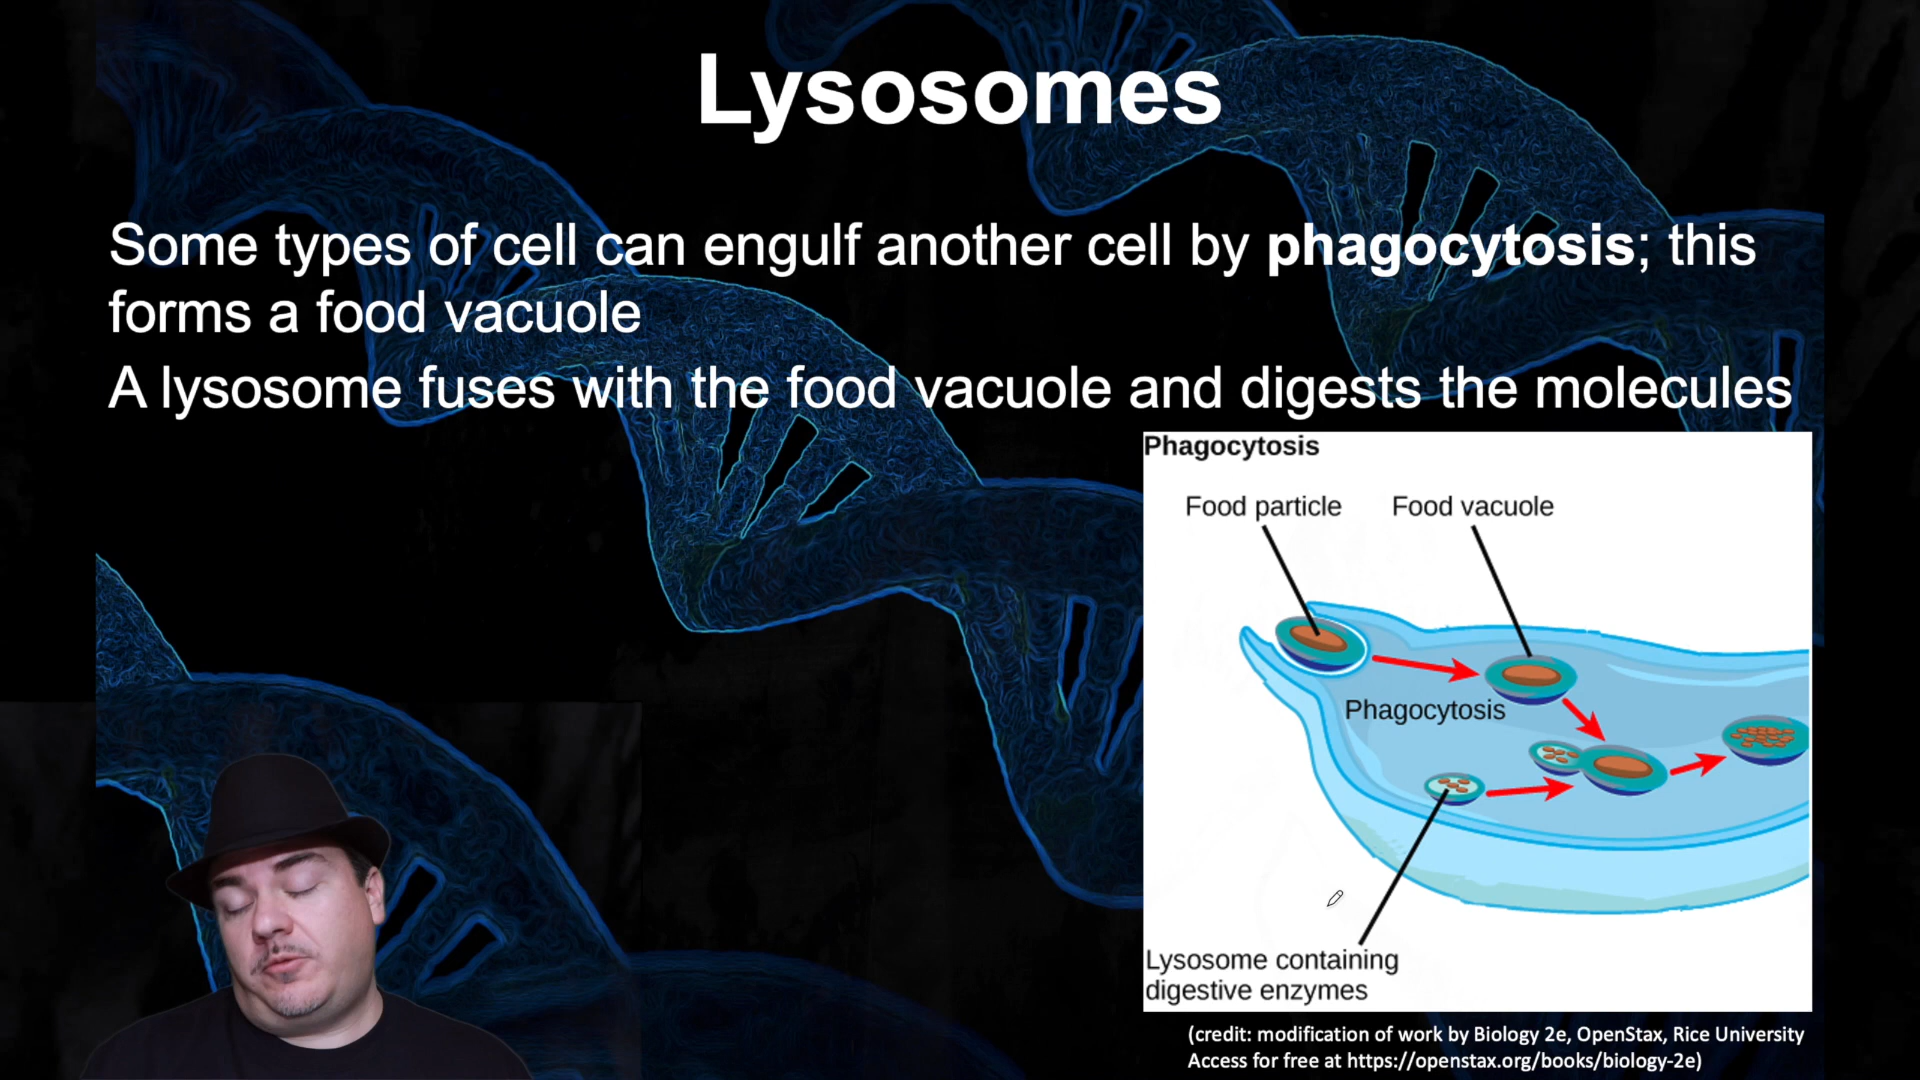 Lysosomes
Some types of cell can engulf another cell by phagocytosis; this
forms a food vacuole
A lysosome fuses with the food vacuole and digests the molecules
Phagocytosis
Food particle
Food vacuole
Phagocytosis
Lysosome containing
digestive enzymes
(credit: modification of work by Biology 2e, OpenStax, Rice University
Access for free at https://openstax.org/books/biology-2e)